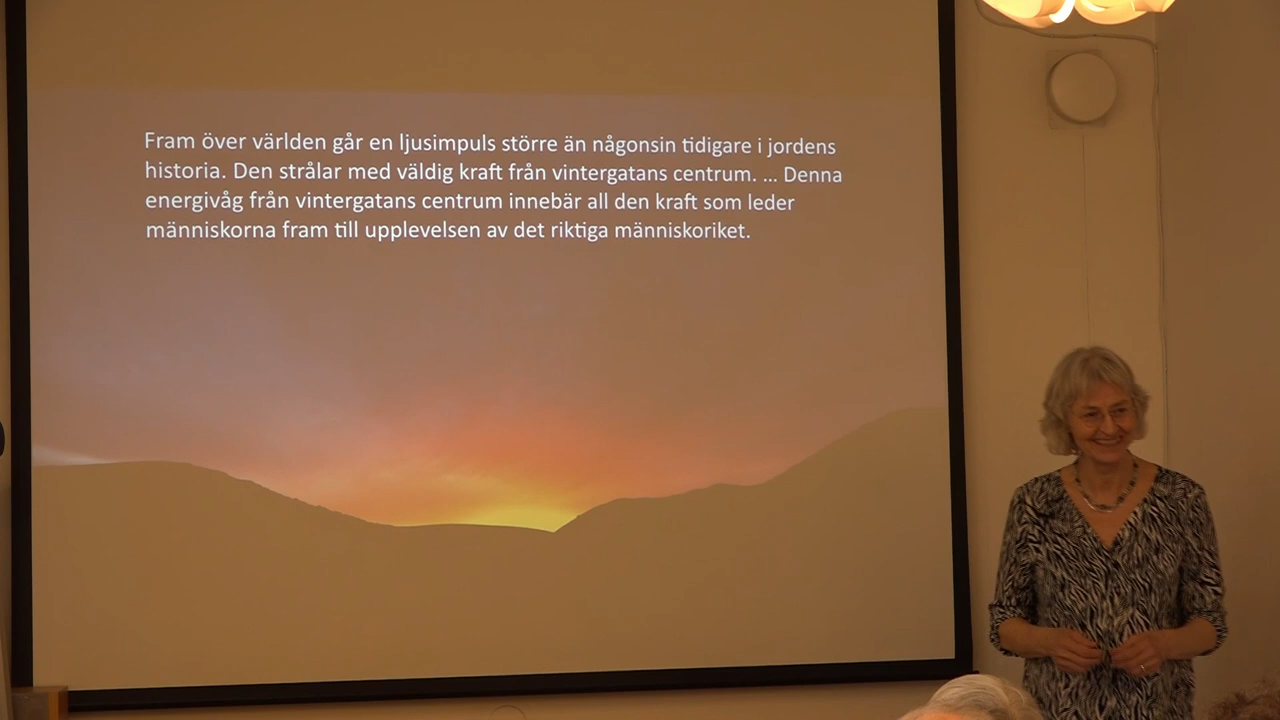 Fram över världen går en ljusimpuls större än någonsin tidigare i jordens
historia. Den strålar med väldig kraft från vintergatans centrum. ... Denna
energivåg från vintergatans centrum innebär all den kraft som leder
människorna fram till upplevelsen av det riktiga människoriket.